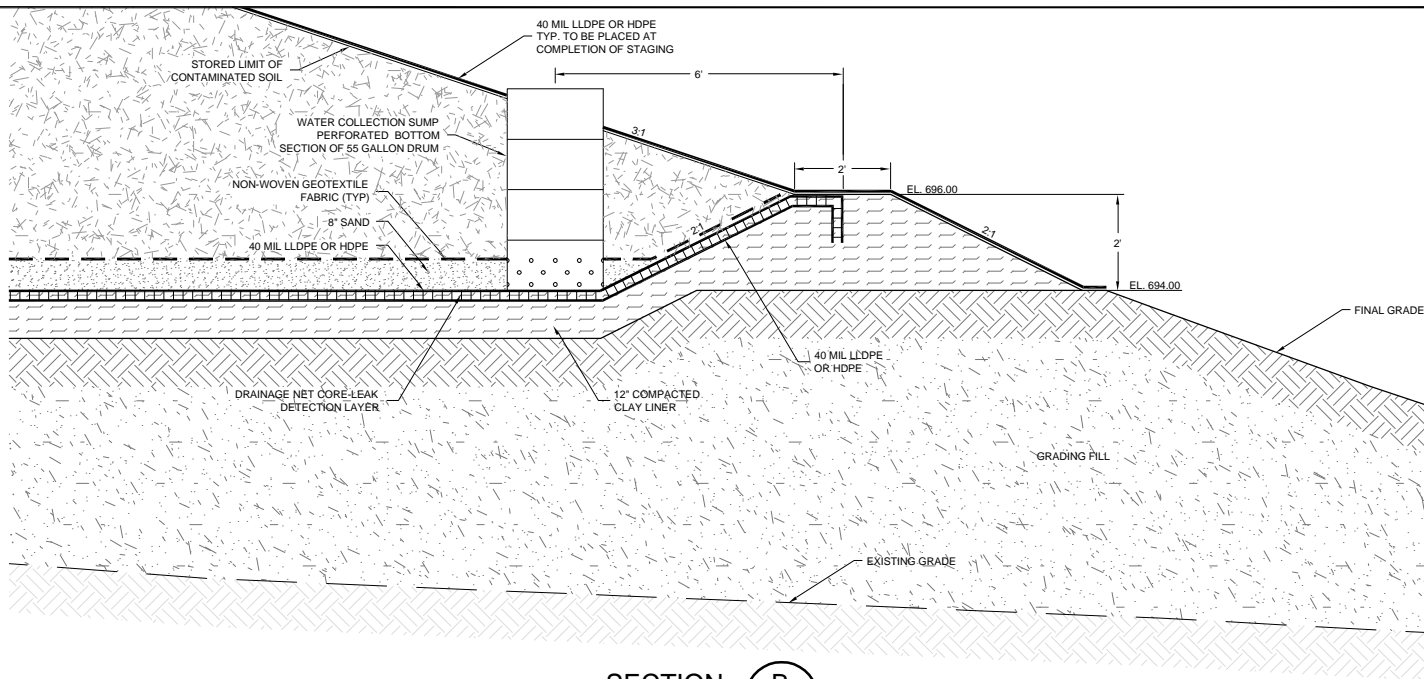 40 MIL LLDPE OR HDPE
TYP. TO BE PLACED AT
COMPLETION OF STAGING
STORED LIMIT OF
CONTAMINATED SOIL
6'
WATER COLLECTION SUMP
PERFORATED BOTTOM
SECTION OF 55 GALLON DRUM
3:1
2'
NON-WOVEN GEOTEXTILE
FABRIC (TYP)
EL. 696.00
8" SAND
2:1
2:1
2'
40 MIL LLDPE OR HDPE
EL. 694.00
FINAL GRADE
40 MIL LLDPE
OR HDPE
DRAINAGE NET CORE-LEAK
DETECTION LAYER
12" COMPACTED
CLAY LINER
GRADING FILL
EXISTING GRADE
SECTION B